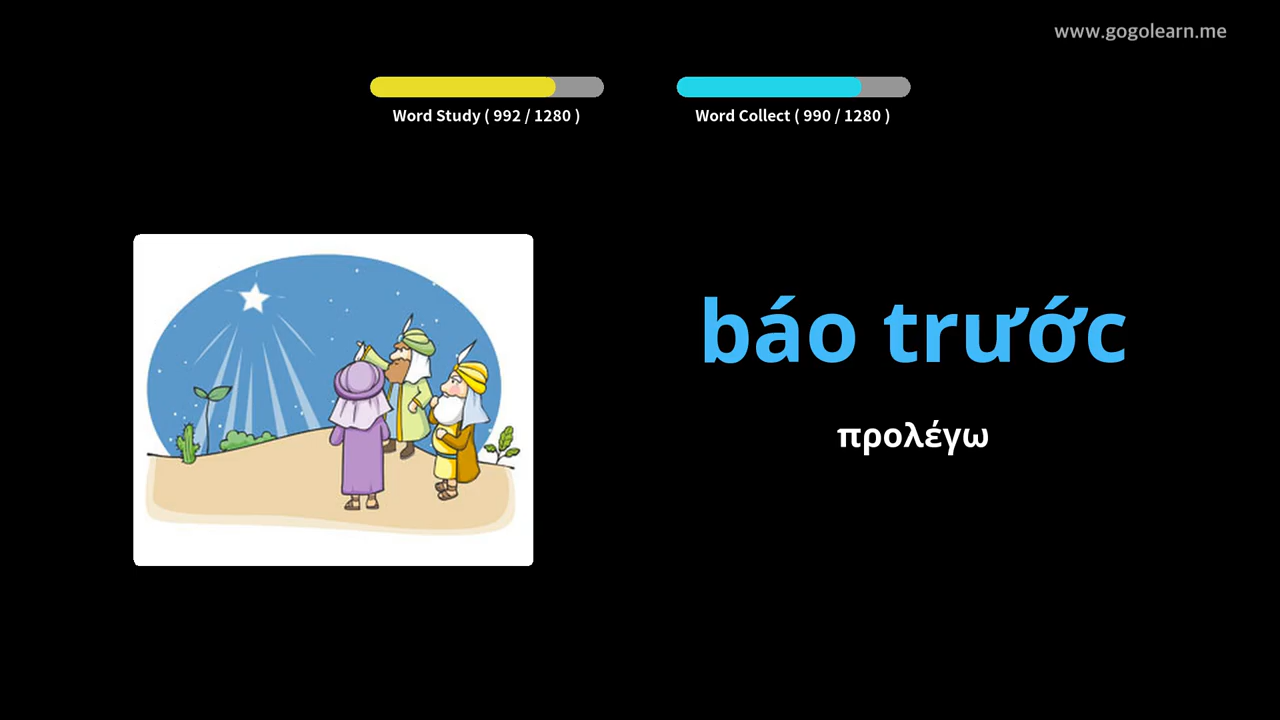 www.gogolearn.me
Word Study ( 992 / 1280 )
Word Collect ( 990 / 1280 )
báo trước
προλέγω